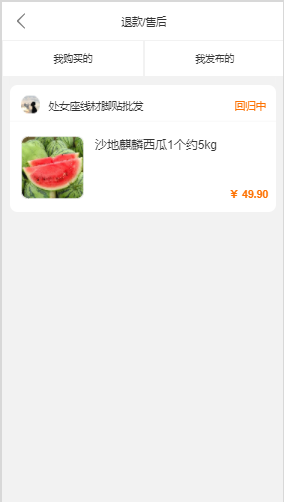 退款/售后
我购买的
我发布的
处女座线材脚贴批发
回归中
沙地麒麟西瓜1个约5kg
￥ 49.90